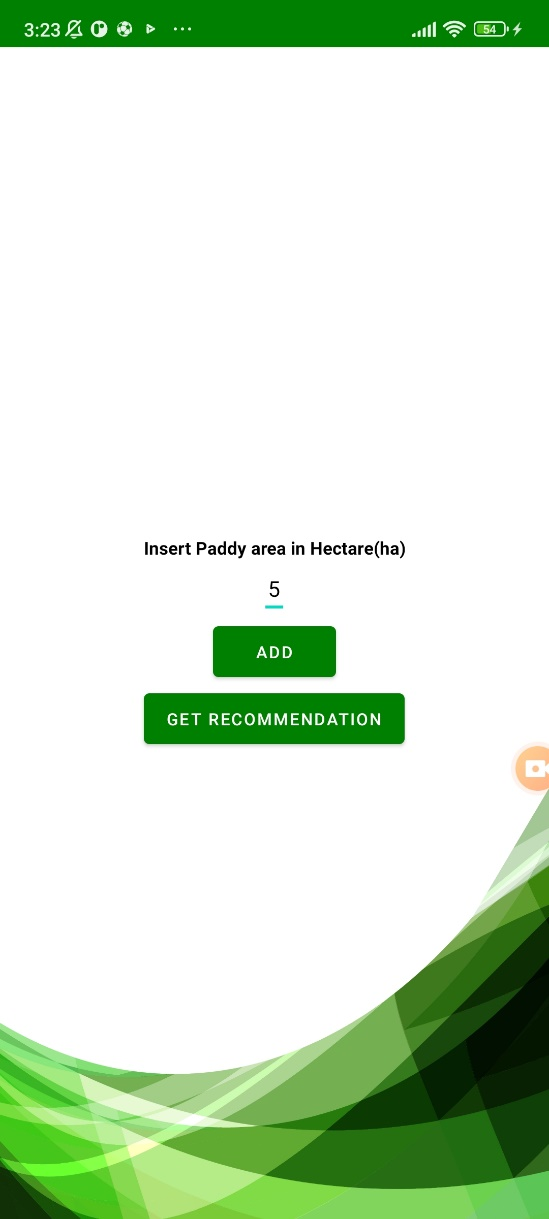 3:23
54
Insert Paddy area in Hectare(ha)
5
ADD
GET RECOMMENDATION